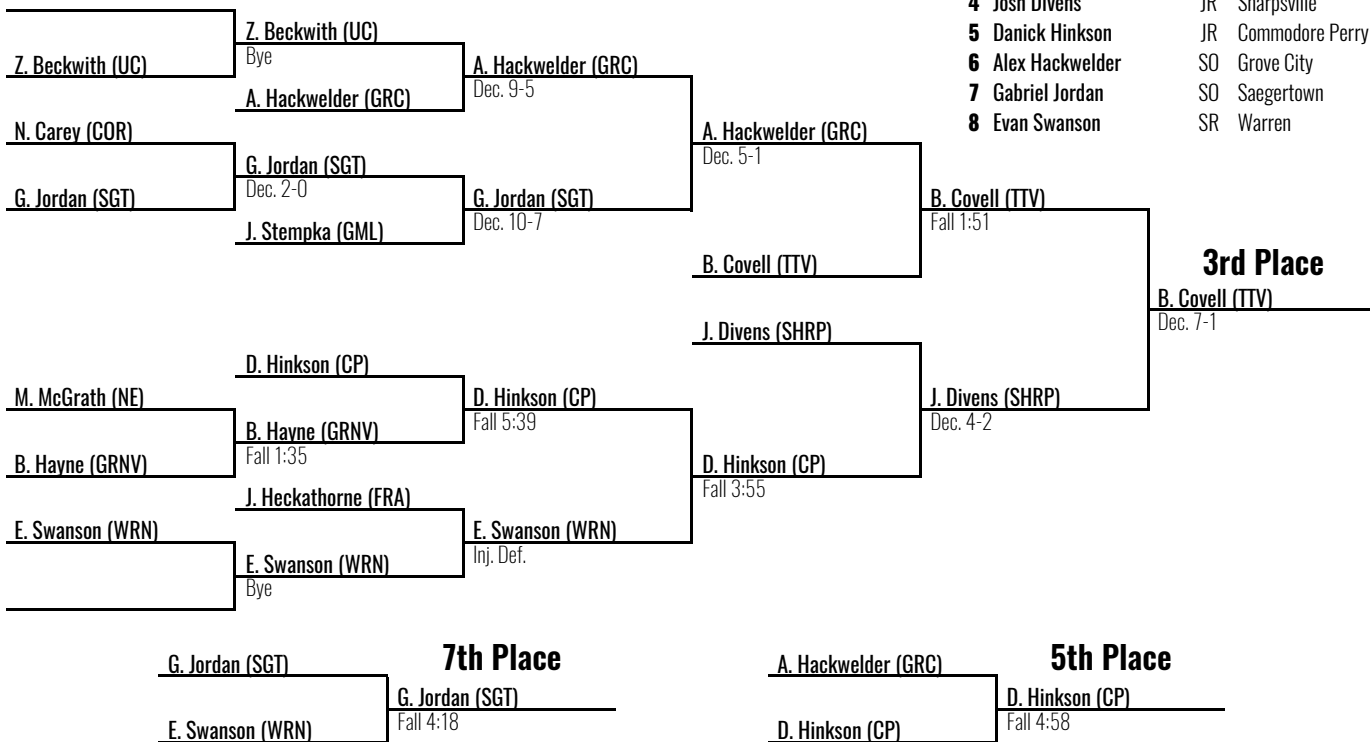 4 Josh Divens JR Sharpsville
5 Danick Hinkson JR Commodore Perry
6 Alex Hackwelder SO Grove City
7 Gabriel Jordan SO Saegertown
8 Evan Swanson SR Warren
Z. Beckwith (UC)
N. Carey (COR)
G. Jordan (SGT)
M. McGrath (NE)
B. Hayne (GRNV)
E. Swanson (WRN)
Z. Beckwith (UC)
Bye
A. Hackwelder (GRC)
G. Jordan (SGT)
Dec. 2-0
J. Stempka (GML)
D. Hinkson (CP)
B. Hayne (GRNV)
Fall 1:35
J. Heckathorne (FRA)
E. Swanson (WRN)
Bye
A. Hackwelder (GRC)
Dec. 9-5
G. Jordan (SGT)
Dec. 10-7
D. Hinkson (CP)
Fall 5:39
E. Swanson (WRN)
Inj. Def.
A. Hackwelder (GRC)
Dec. 5-1
B. Covell (TTV)
J. Divens (SHRP)
D. Hinkson (CP)
Fall 3:55
B. Covell (TTV)
Fall 1:51
J. Divens (SHRP)
Dec. 4-2
3rd Place
B. Covell (TTV)
Dec. 7-1
7th Place
G. Jordan (SGT)
E. Swanson (WRN)
G. Jordan (SGT)
Fall 4:18
5th Place
A. Hackwelder (GRC)
D. Hinkson (CP)
D. Hinkson (CP)
Fall 4:58